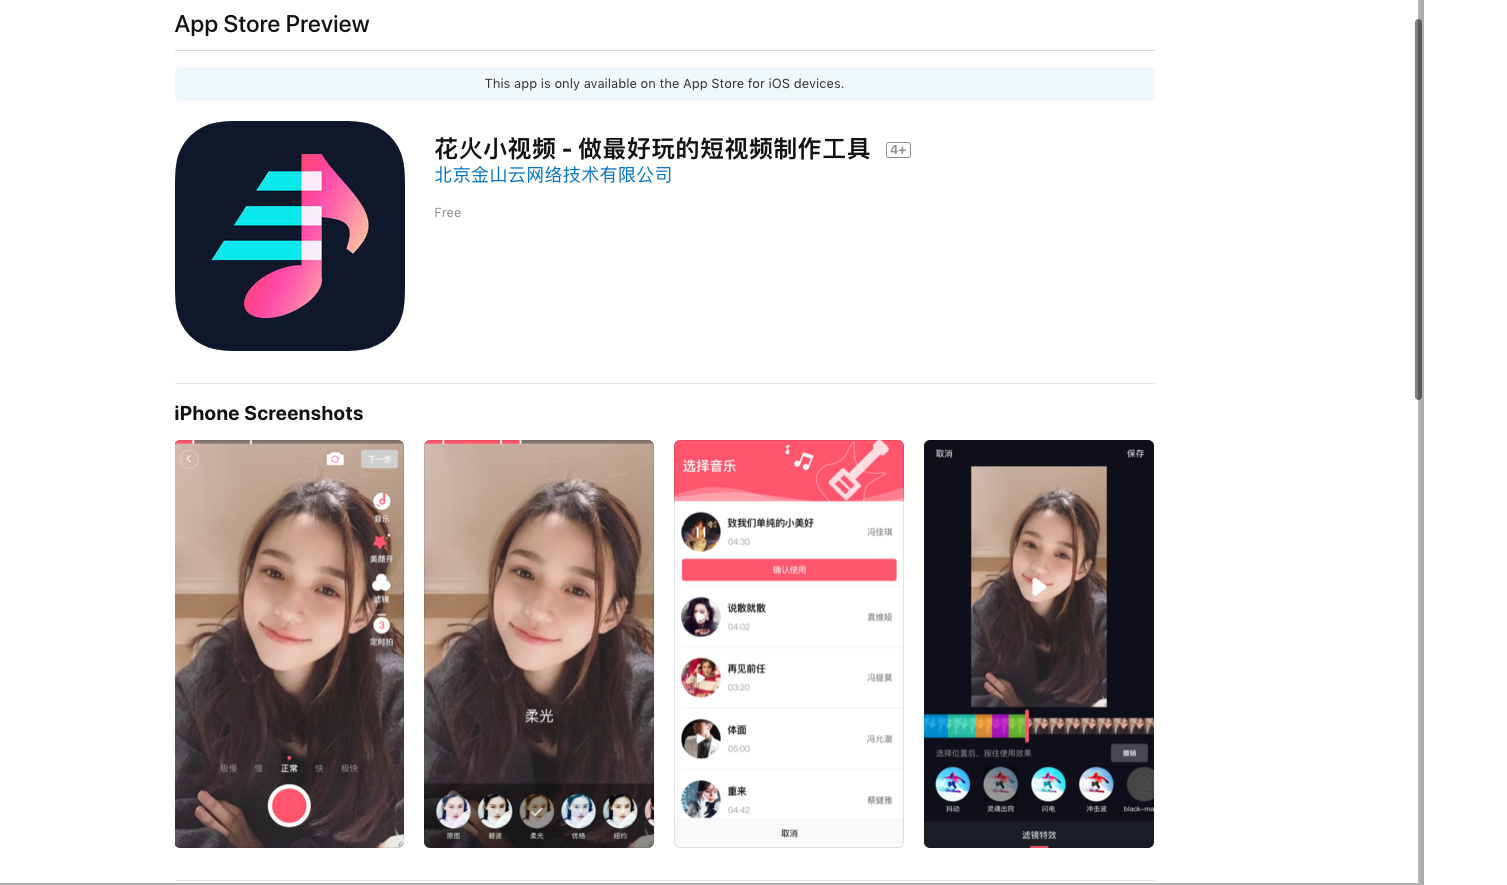 App Store Preview
This app is only available on the App Store for iOS devices.
花火小视频 - 做最好玩的短视频制作工具 4+
北京金山云网络技术有限公司
Free
iPhone Screenshots
下一步
音乐
美颜开
滤镜
3
定时拍
极慢 慢 正常 快 极快
柔光
原图 碧波 柔光 优格 纽约
选择音乐
致我们单纯的小美好
04:30
冯佳琪
确认使用
说散就散
04:02
袁维娅
再见前任
03:20
冯提莫
体面
05:00
冯允谦
重来
04:42
蔡健雅
取消
取消 保存
选择位置后，按住使用效果
撤销
抖动 灵魂出窍 闪电 冲击波 black-ma
滤镜特效